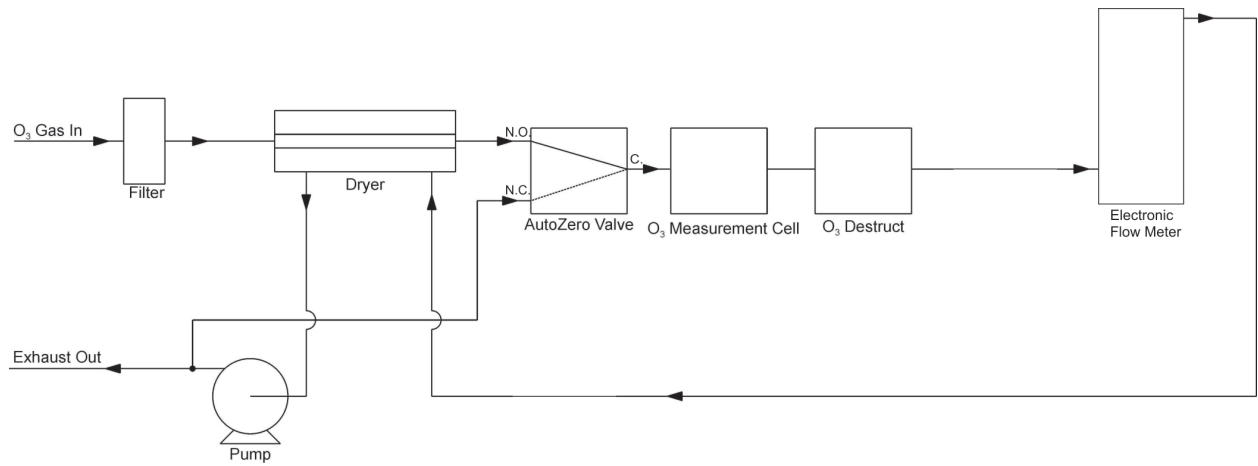 O₃ Gas In
Filter
Dryer
N.O.
N.C.
C.
AutoZero Valve
O₃ Measurement Cell
O₃ Destruct
Electronic
Flow Meter
Exhaust Out
Pump